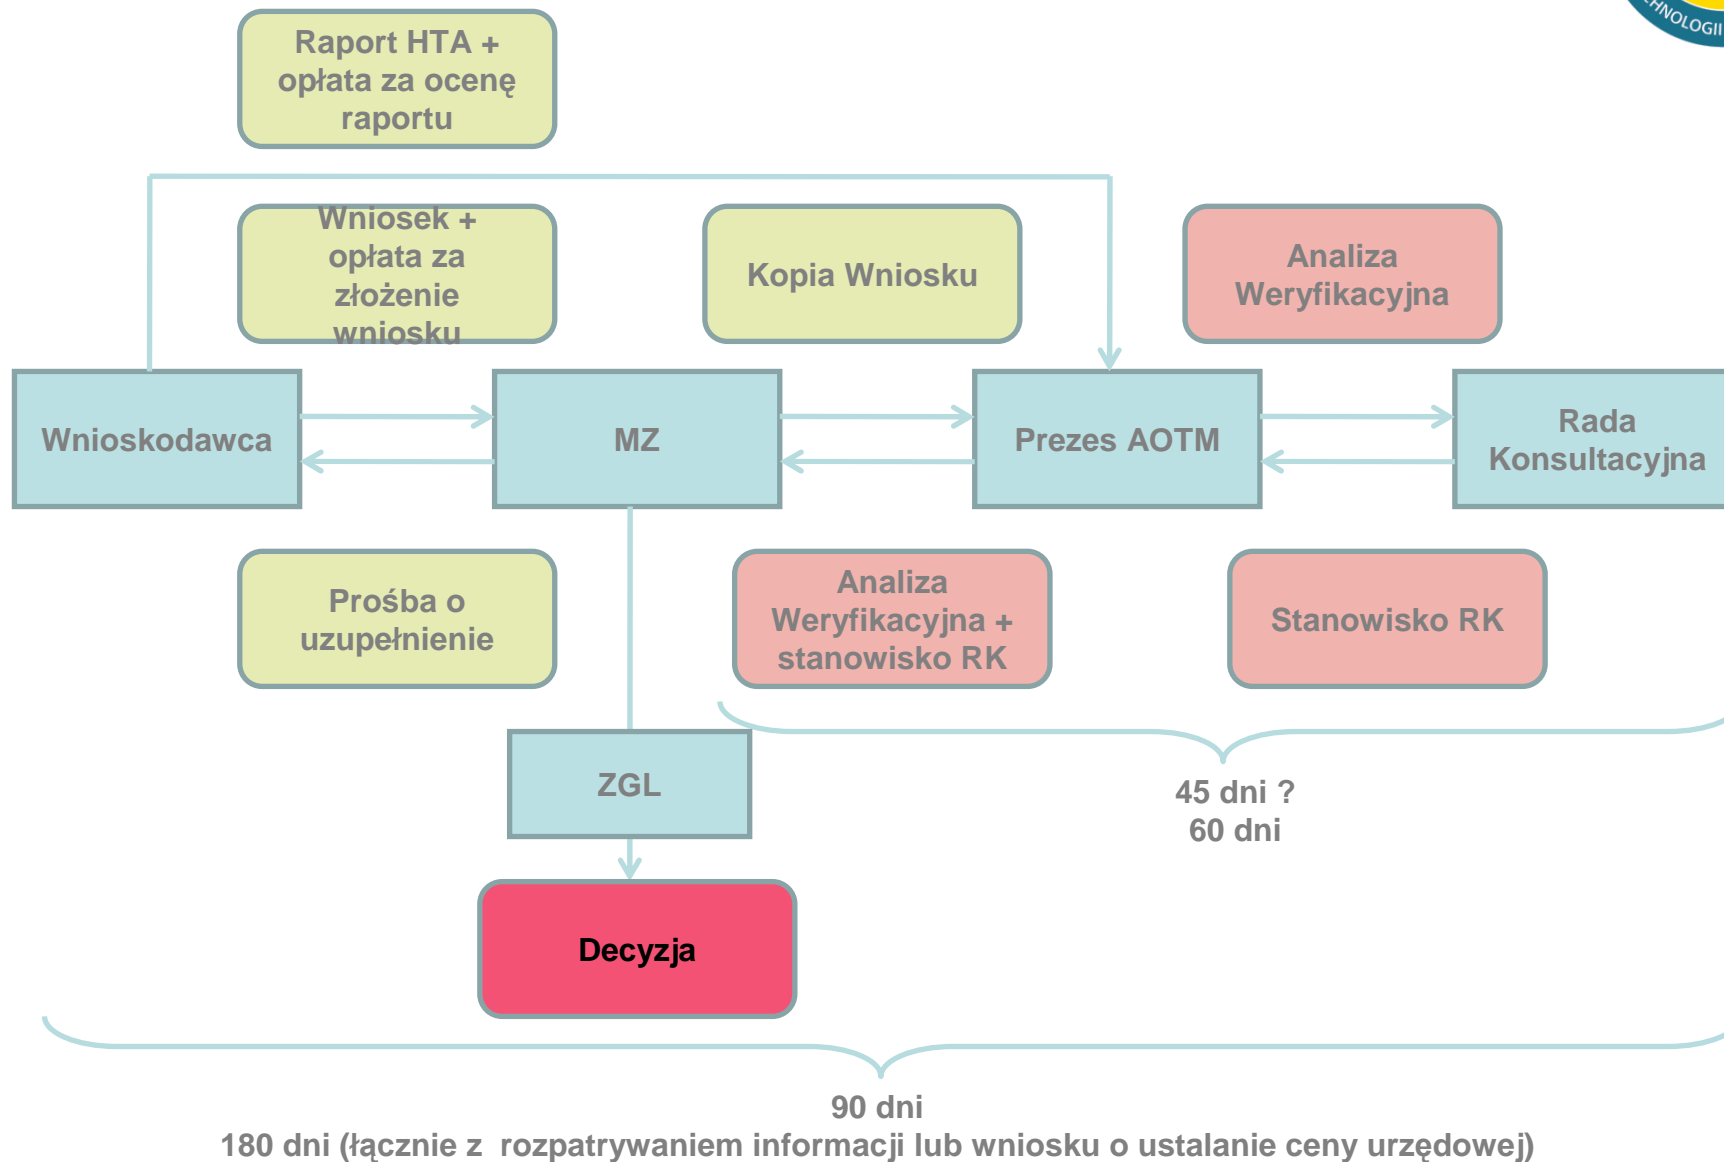 HNOLOGII
Raport HTA +
opłata za ocenę
raportu
Wniosek +
opłata za
złożenie
wniosku
Kopia Wniosku
Analiza
Weryfikacyjna
Wnioskodawca
MZ
Prezes AOTM
Rada
Konsultacyjna
Prośba o
uzupełnienie
Analiza
Weryfikacyjna +
stanowisko RK
Stanowisko RK
ZGL
45 dni ?
60 dni
Decyzja
90 dni
180 dni (łącznie z rozpatrywaniem informacji lub wniosku o ustalanie ceny urzędowej)